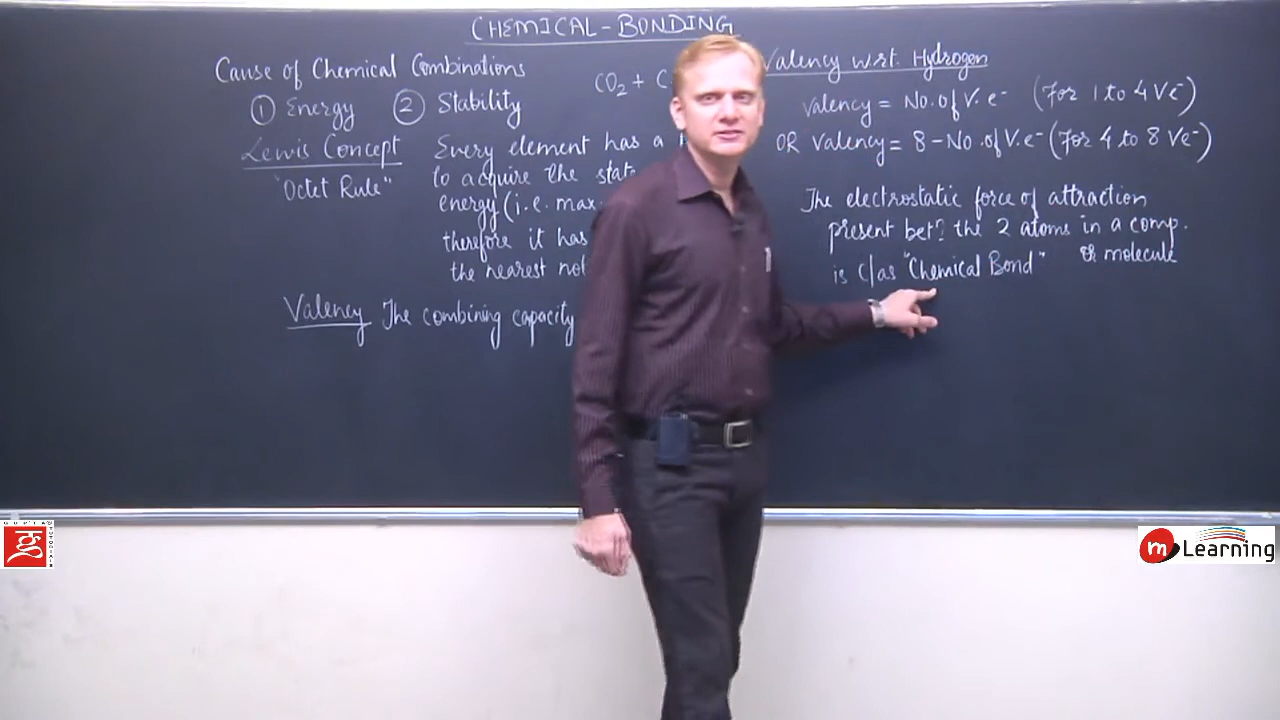 CHEMICAL-BONDING
Cause of Chemical Combinations
① Energy ② Stability
CO2 + C
Lewis Concept
"Octet Rule"
Every element has a
to acquire the state
energy (i.e. max.
therefore it has
the nearest
Valency The combining capacity
Valency w.r.t. Hydrogen
Valency = No. of V. e⁻ (For 1 to 4 Ve⁻)
OR Valency = 8 - No. of V. e⁻ (For 4 to 8 Ve⁻)
The electrostatic force of attraction
present betn. the 2 atoms in a comp.
or molecule
is c/as "Chemical Bond"
GUPTA TUTORIALS
m Learning